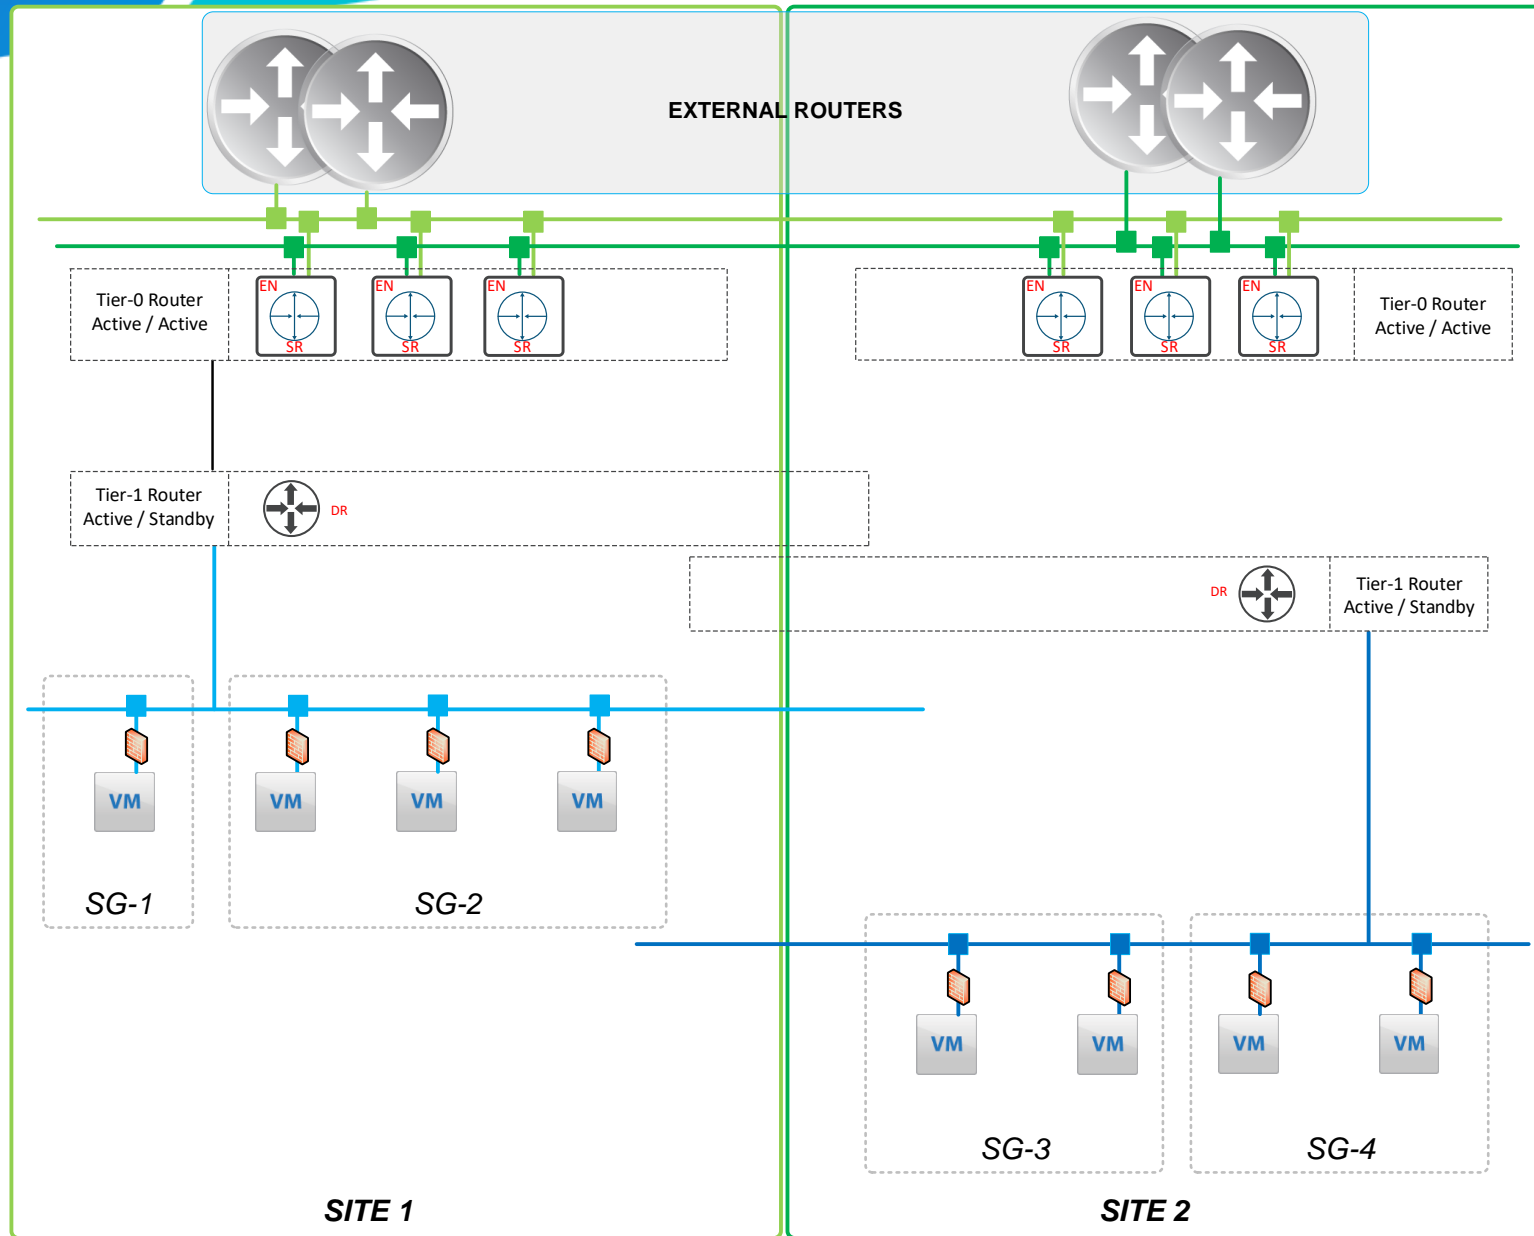 EXTERNAL ROUTERS
Tier-0 Router
Active / Active
EN
SR
EN
SR
EN
SR
EN
SR
EN
SR
EN
SR
Tier-0 Router
Active / Active
Tier-1 Router
Active / Standby
DR
DR
Tier-1 Router
Active / Standby
VM
VM
VM
VM
SG-1
SG-2
VM
VM
VM
VM
SG-3
SG-4
SITE 1
SITE 2